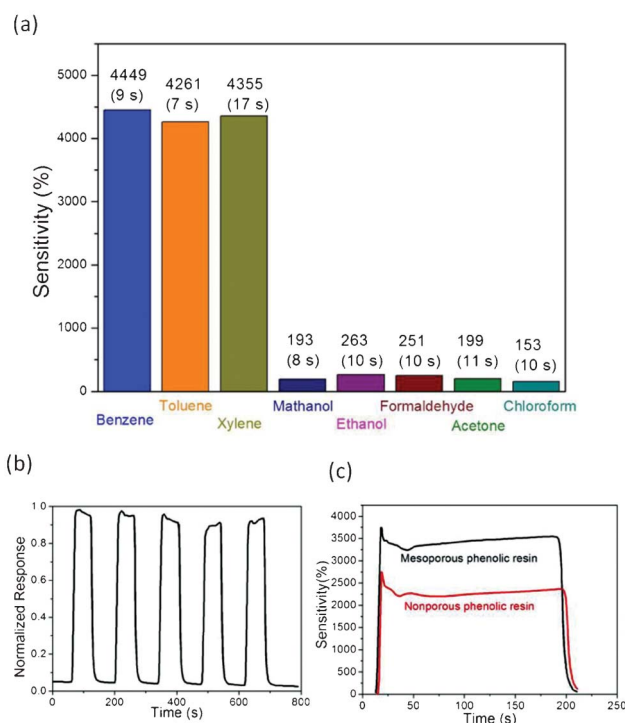 (a)
5000
4000
3000
2000
1000
0
Sensitivity (%)
4449
(9 s)
4261
(7 s)
4355
(17 s)
193
(8 s)
263
(10 s)
251
(10 s)
199
(11 s)
153
(10 s)
Benzene
Toluene
Xylene
Mathanol
Ethanol
Formaldehyde
Acetone
Chloroform
(b)
1.0
0.8
0.6
0.4
0.2
0.0
Normalized Response
0 200 400 600 800
Time (s)
(c)
4000
3500
3000
2500
2000
1500
1000
500
0
Sensitivity(%)
Mesoporous phenolic resin
Nonporous phenolic resin
0 50 100 150 200 250
Time (s)